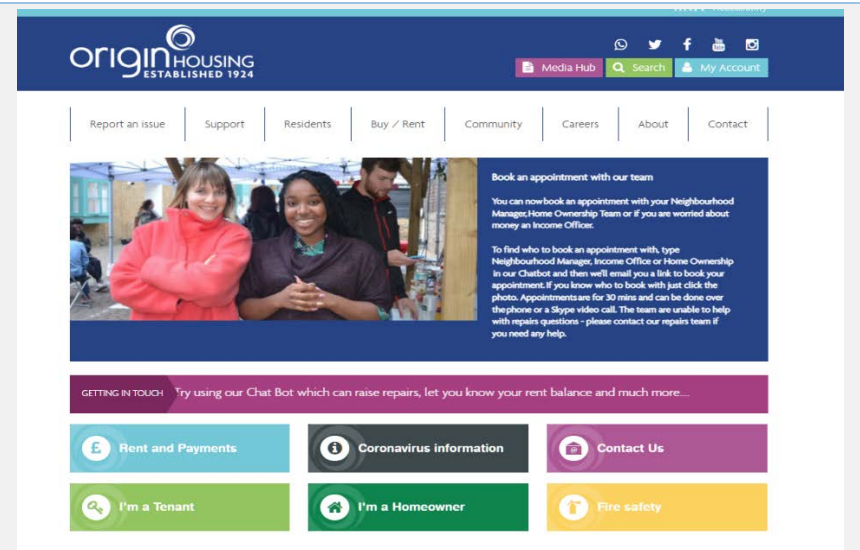 origin HOUSING
ESTABLISHED 1924
Media Hub
Search
My Account
Report an issue
Support
Residents
Buy / Rent
Community
Careers
About
Contact
Book an appointment with our team
You can now book an appointment with your Neighbourhood
Manager, Home Ownership Team or if you are worried about
money an Income Officer.
To find who to book an appointment with, type
Neighbourhood Manager, Income Office or Home Ownership
in our Chatbot and then we'll email you a link to book your
appointment. If you know who to book with just click the
photo. Appointments are for 30 mins and can be done over
the phone or a Skype video call. The team are unable to help
with repairs questions - please contact our repairs team if
you need any help.
GETTING IN TOUCH
Try using our Chat Bot which can raise repairs, let you know your rent balance and much more...
£ Rent and Payments
Coronavirus information
Contact Us
I'm a Tenant
I'm a Homeowner
Fire safety